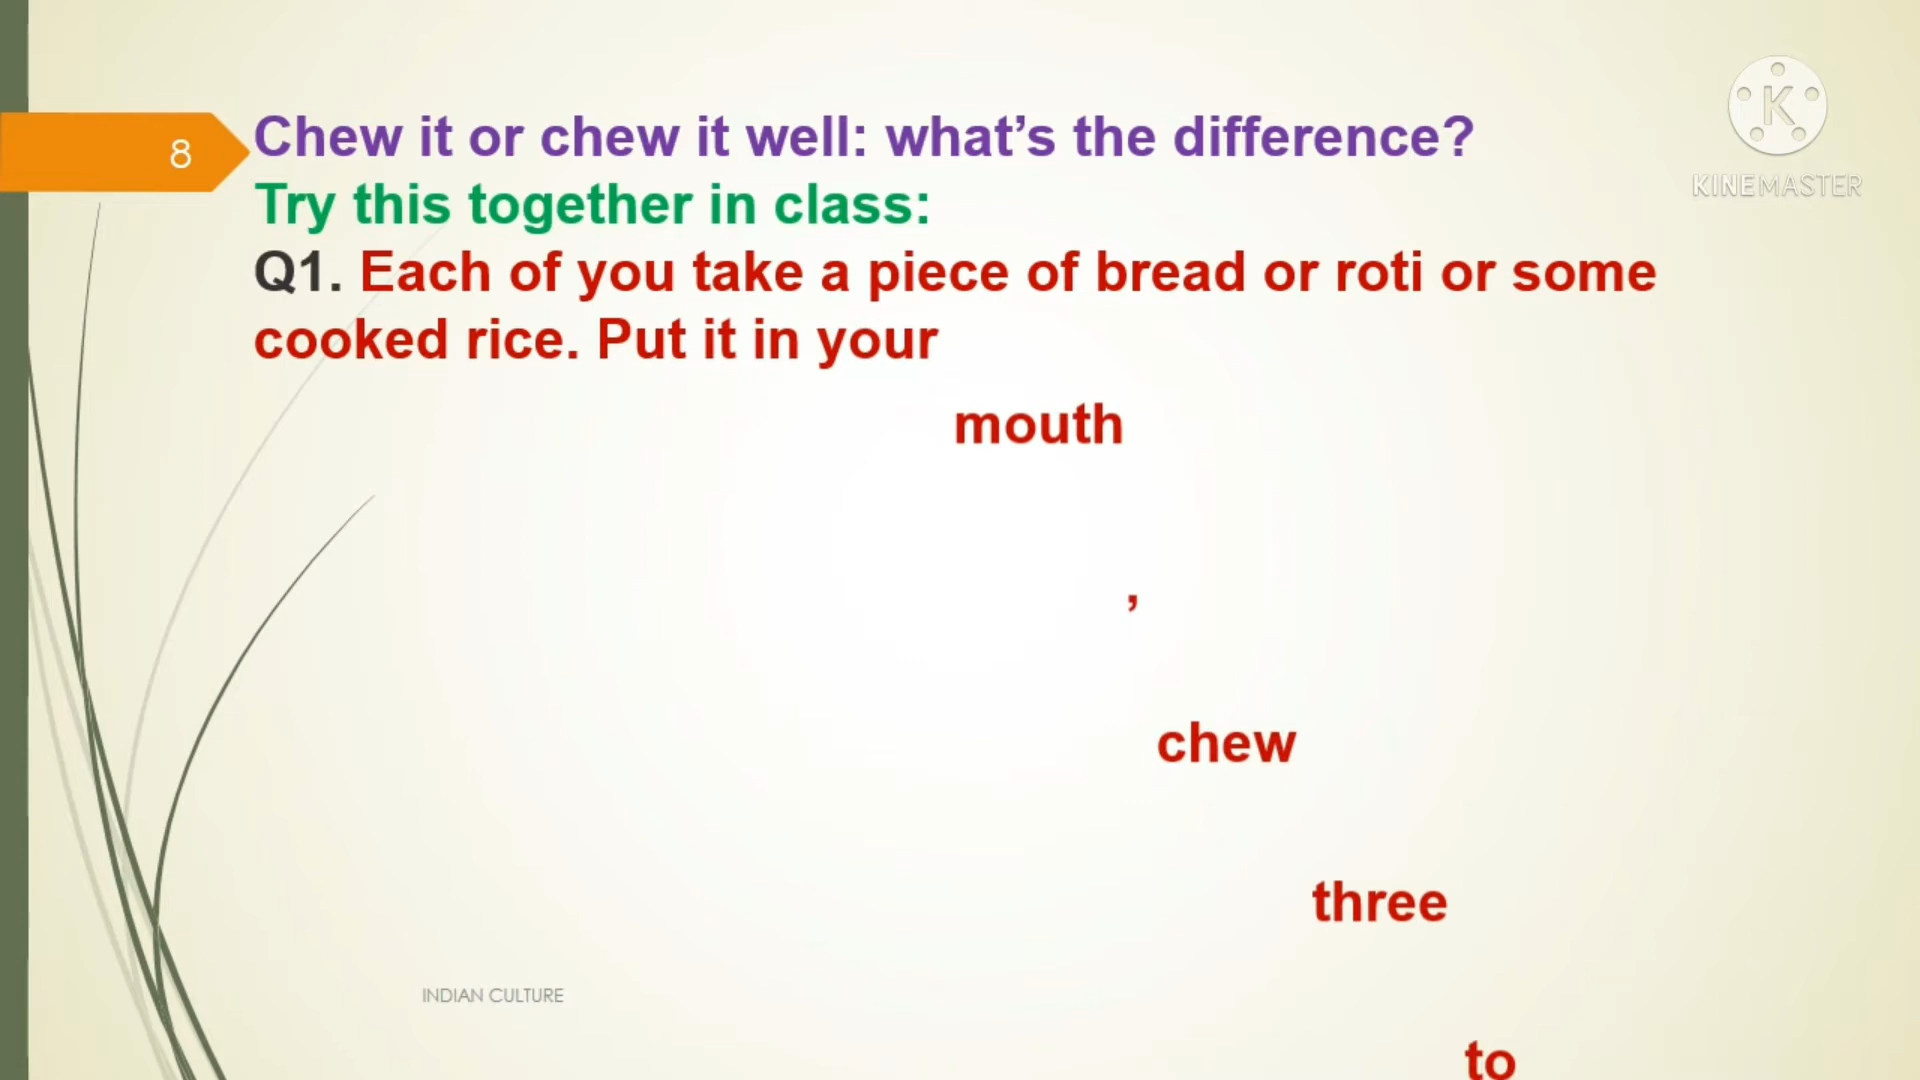 8
Chew it or chew it well: what’s the difference?
Try this together in class:
Q1. Each of you take a piece of bread or roti or some
cooked rice. Put it in your
mouth
,
chew
three
to
INDIAN CULTURE
K
KINEMASTER